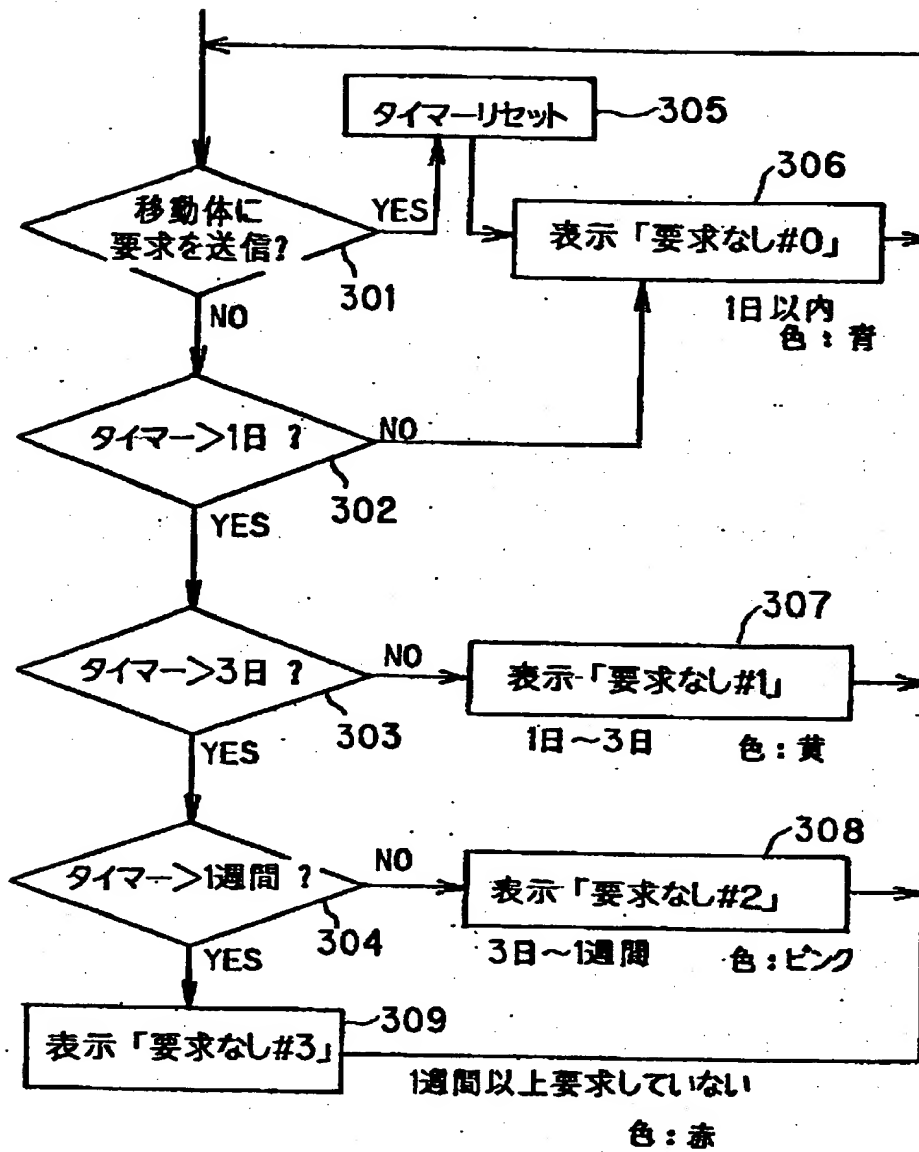 タイマーリセット
305
306
移動体に
要求を送信?
YES
表示「要求なし#0」
301
1日以内
色:青
NO
タイマー>1日?
NO
302
YES
307
タイマー>3日?
NO
表示「要求なし#1」
303
1日~3日
色:黄
YES
308
タイマー>1週間?
NO
表示「要求なし#2」
304
3日~1週間
色:ピンク
YES
309
表示「要求なし#3」
1週間以上要求していない
色:赤